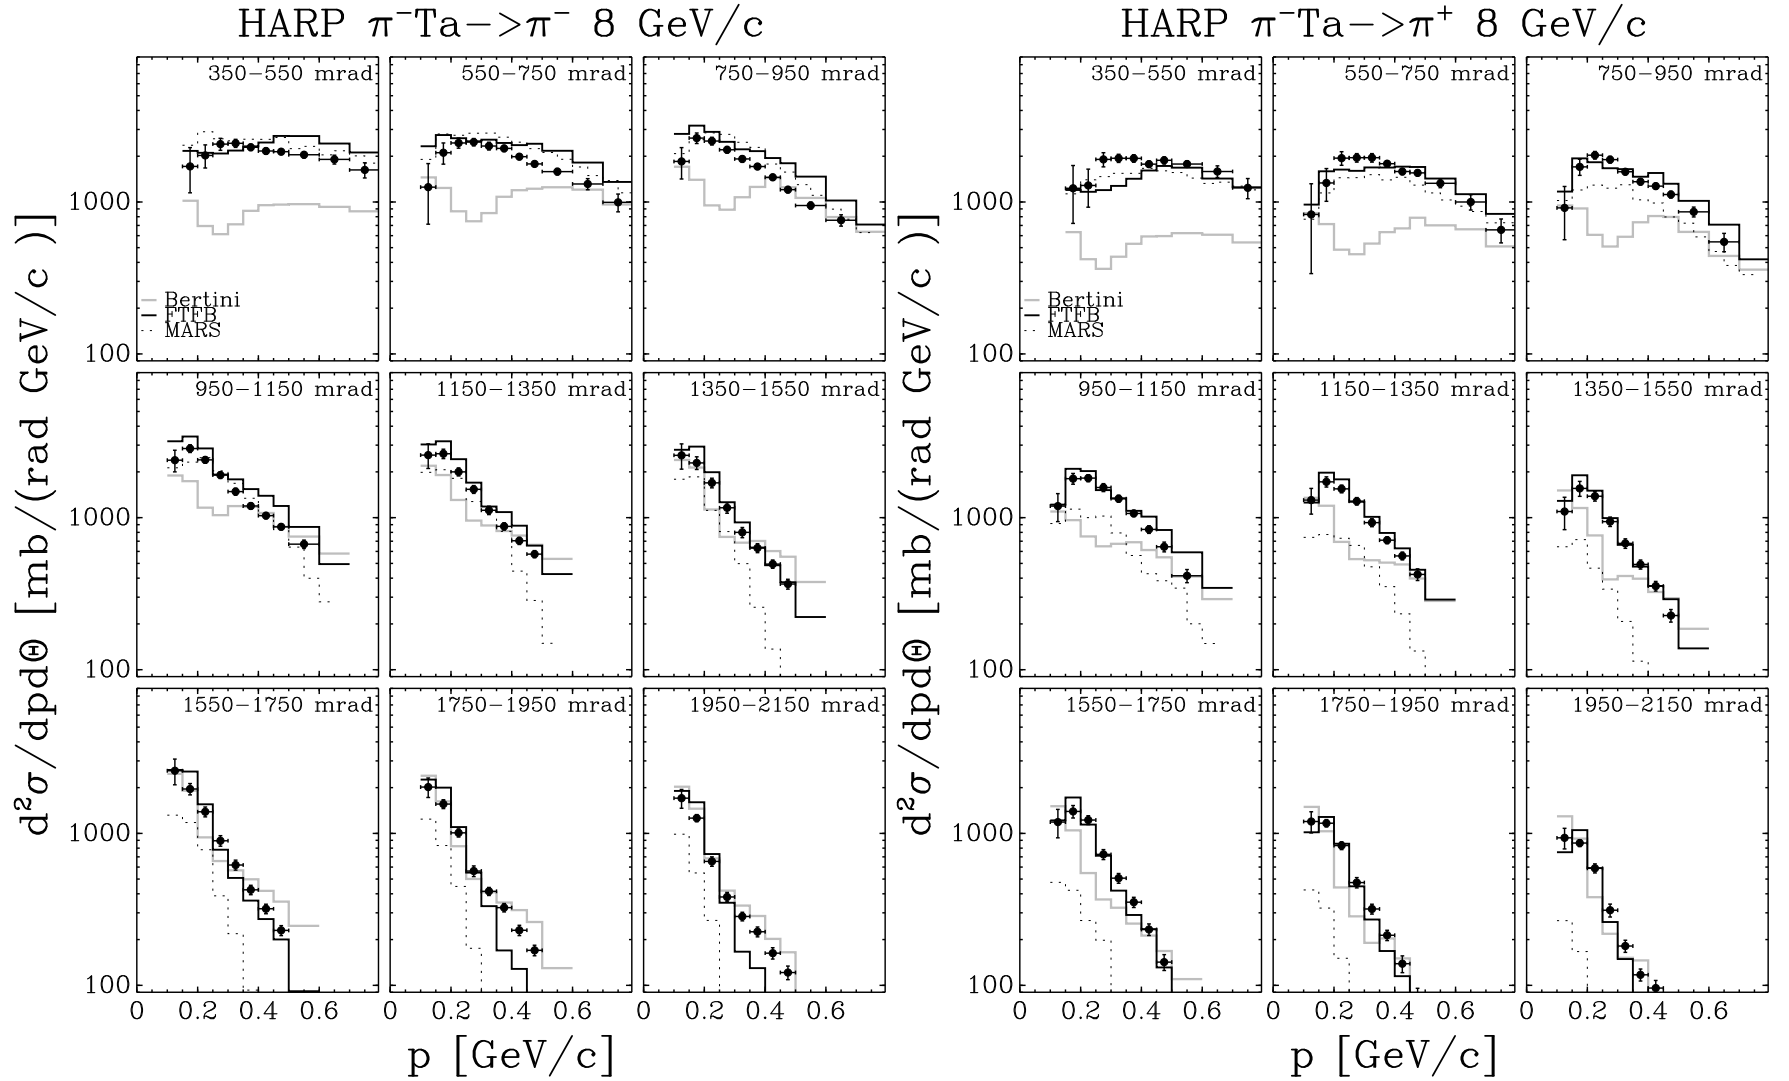 HARP π⁻Ta->π⁻ 8 GeV/c
d²σ/dpdΘ [mb/(rad GeV/c )]
350-550 mrad
550-750 mrad
750-950 mrad
1000
Bertini
FTFB
MARS
100
950-1150 mrad
1150-1350 mrad
1350-1550 mrad
1000
100
1550-1750 mrad
1750-1950 mrad
1950-2150 mrad
1000
100
0 0.2 0.4 0.6 0 0.2 0.4 0.6 0 0.2 0.4 0.6
p [GeV/c]
HARP π⁻Ta->π⁺ 8 GeV/c
d²σ/dpdΘ [mb/(rad GeV/c )]
350-550 mrad
550-750 mrad
750-950 mrad
1000
Bertini
FTFB
MARS
100
950-1150 mrad
1150-1350 mrad
1350-1550 mrad
1000
100
1550-1750 mrad
1750-1950 mrad
1950-2150 mrad
1000
100
0 0.2 0.4 0.6 0 0.2 0.4 0.6 0 0.2 0.4 0.6
p [GeV/c]